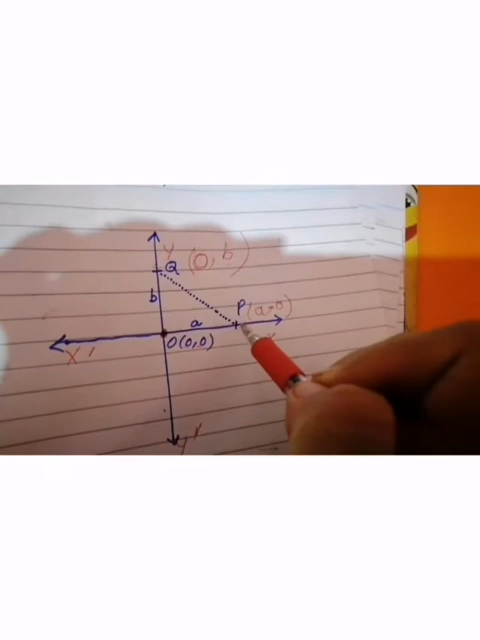 Y
Q (0, b)
b
P (a, 0)
a
X'
O(0,0)
Y'